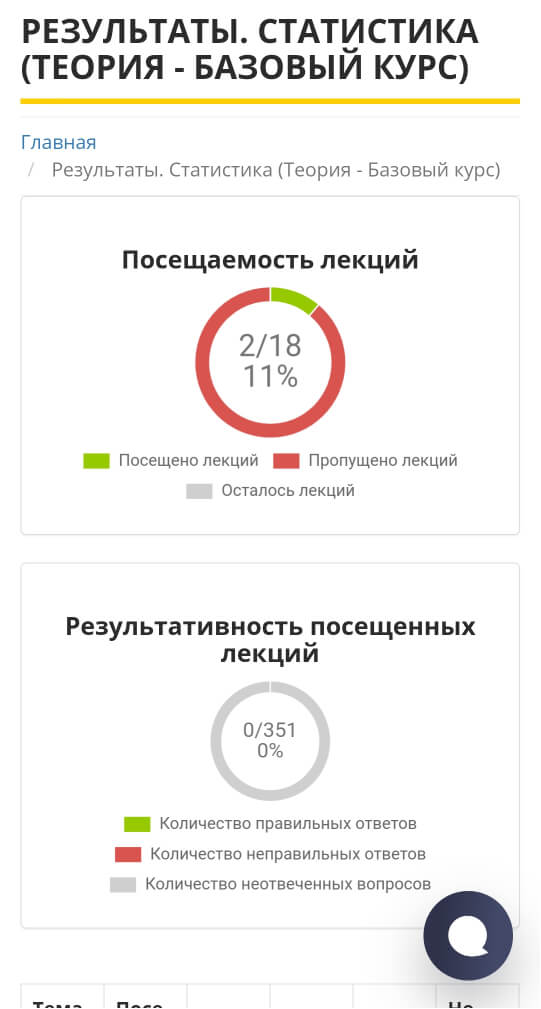 РЕЗУЛЬТАТЫ. СТАТИСТИКА
(ТЕОРИЯ - БАЗОВЫЙ КУРС)
Главная
/ Результаты. Статистика (Теория - Базовый курс)
Посещаемость лекций
2/18
11%
Посещено лекций Пропущено лекций
Осталось лекций
Результативность посещенных
лекций
0/351
0%
Количество правильных ответов
Количество неправильных ответов
Количество неотвеченных вопросов
Тема Посе Не